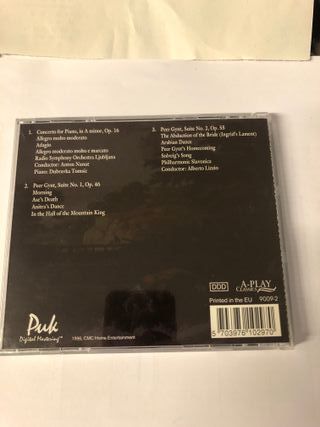 1. Concerto for Piano, in A minor, Op. 16
Allegro molto moderato
Adagio
Allegro moderato molto e marcato
Radio Symphony Orchestra Ljubljana
Conductor: Anton Nanut
Piano: Dubravka Tomsic
2. Peer Gynt, Suite No. 1, Op. 46
Morning
Ase's Death
Anitra's Dance
In the Hall of the Mountain King
3. Peer Gynt, Suite No. 2, Op. 55
The Abduction of the Bride (Ingrid's Lament)
Arabian Dance
Peer Gynt's Homecoming
Solveig's Song
Philharmonia Slavonica
Conductor: Alberto Lizzio
DDD
A-PLAY
CLASSICS
Printed in the EU 9009-2
5 703976 102970
Puk
Digital Mastering™
1996, CMC Home Entertainment